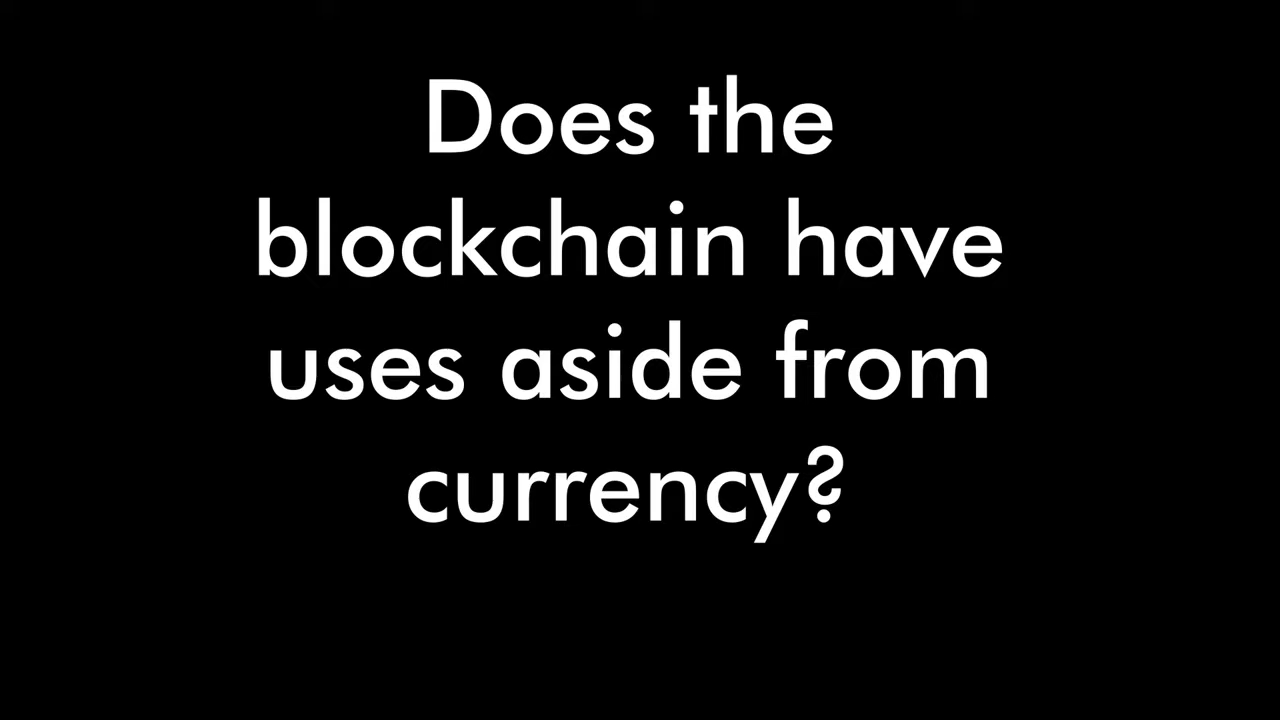 Does the
blockchain have
uses aside from
currency?